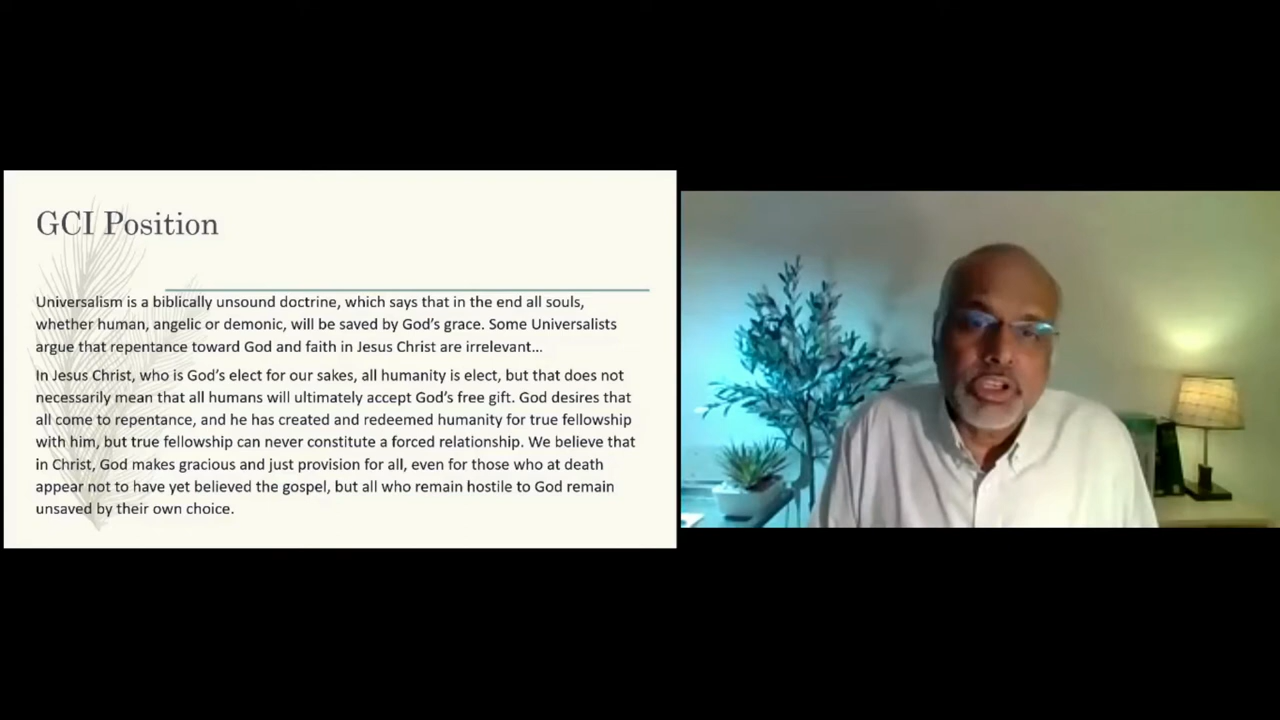 GCI Position
Universalism is a biblically unsound doctrine, which says that in the end all souls,
whether human, angelic or demonic, will be saved by God’s grace. Some Universalists
argue that repentance toward God and faith in Jesus Christ are irrelevant…
In Jesus Christ, who is God’s elect for our sakes, all humanity is elect, but that does not
necessarily mean that all humans will ultimately accept God’s free gift. God desires that
all come to repentance, and he has created and redeemed humanity for true fellowship
with him, but true fellowship can never constitute a forced relationship. We believe that
in Christ, God makes gracious and just provision for all, even for those who at death
appear not to have yet believed the gospel, but all who remain hostile to God remain
unsaved by their own choice.